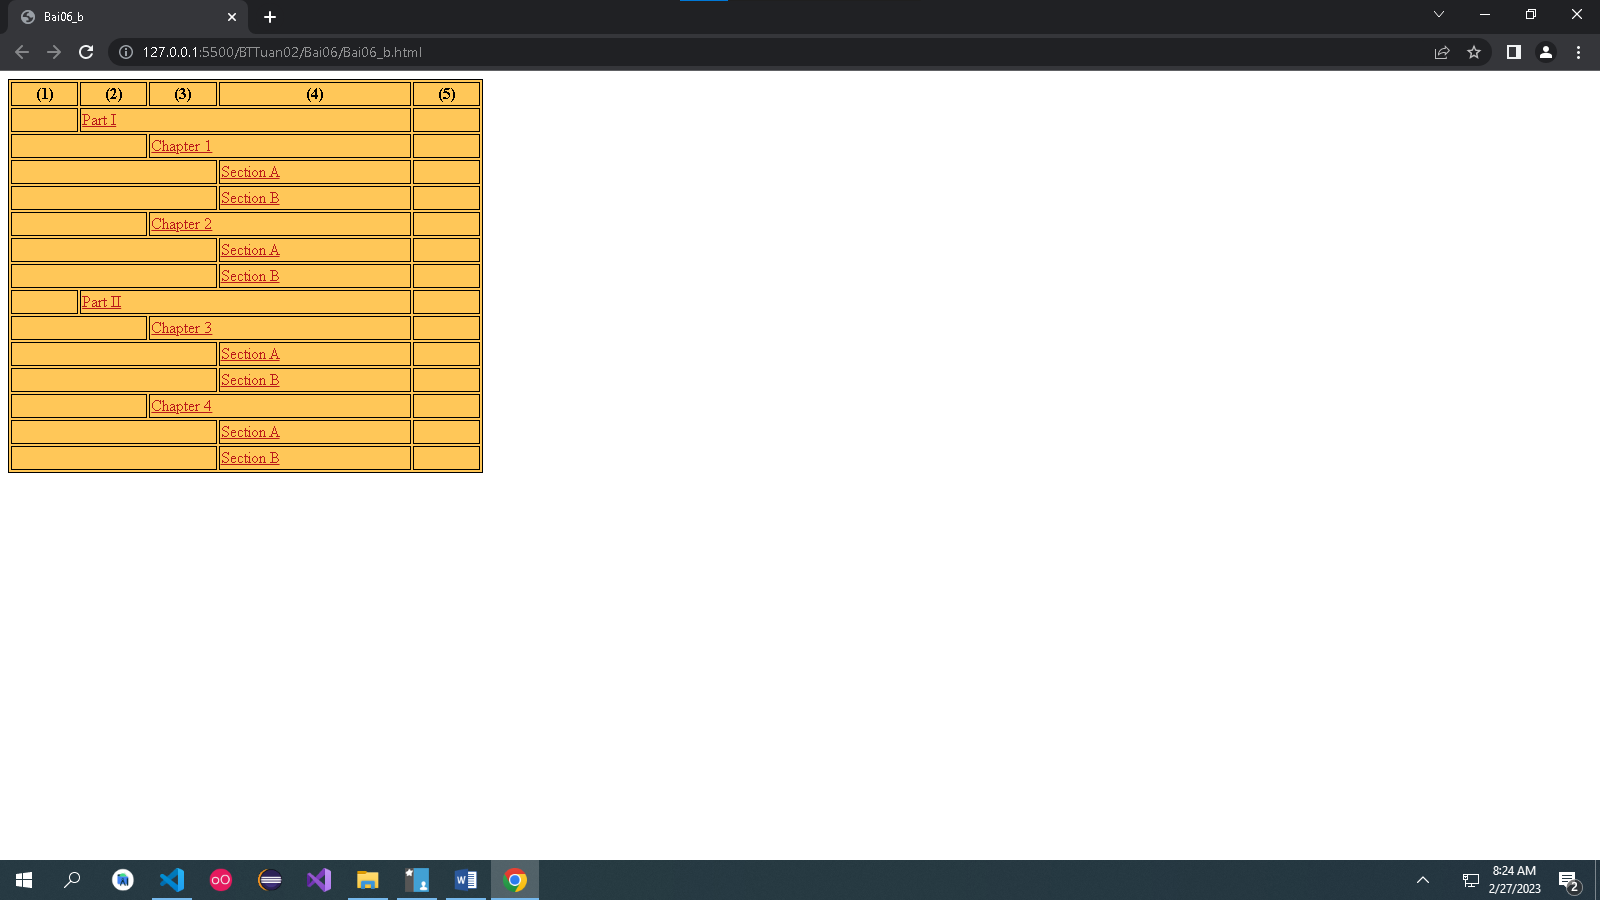 Bai06_b
127.0.0.1:5500/BTTuan02/Bai06/Bai06_b.html
(1) (2) (3) (4) (5)
Part I
Chapter 1
Section A
Section B
Chapter 2
Section A
Section B
Part II
Chapter 3
Section A
Section B
Chapter 4
Section A
Section B
8:24 AM
2/27/2023
2